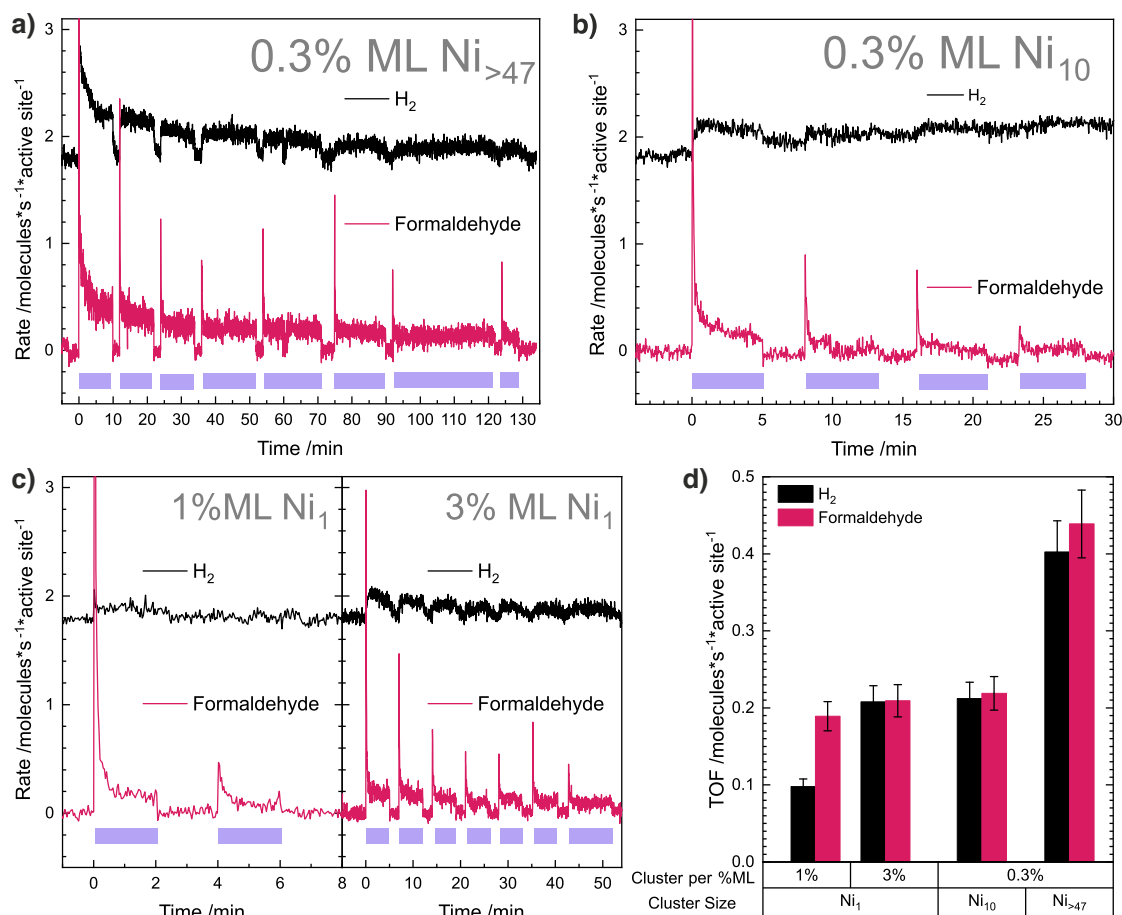 a)
0.3% ML Ni>47
H2
Formaldehyde
Rate /molecules*s-1*active site-1
3
2
1
0
0 10 20 30 40 50 60 70 80 90 100 110 120 130
Time /min
b)
0.3% ML Ni10
H2
Formaldehyde
Rate /molecules*s-1*active site-1
3
2
1
0
0 5 10 15 20 25 30
Time /min
c)
1%ML Ni1
3% ML Ni1
H2
H2
Formaldehyde
Formaldehyde
Rate /molecules*s-1*active site-1
3
2
1
0
0 2 4 6 8
0 10 20 30 40 50
Time /min
Time /min
d)
H2
Formaldehyde
TOF /molecules*s-1*active site-1
0.5
0.4
0.3
0.2
0.1
0.0
Cluster per %ML 1% 3% 0.3%
Cluster Size Ni1 Ni10 Ni>47